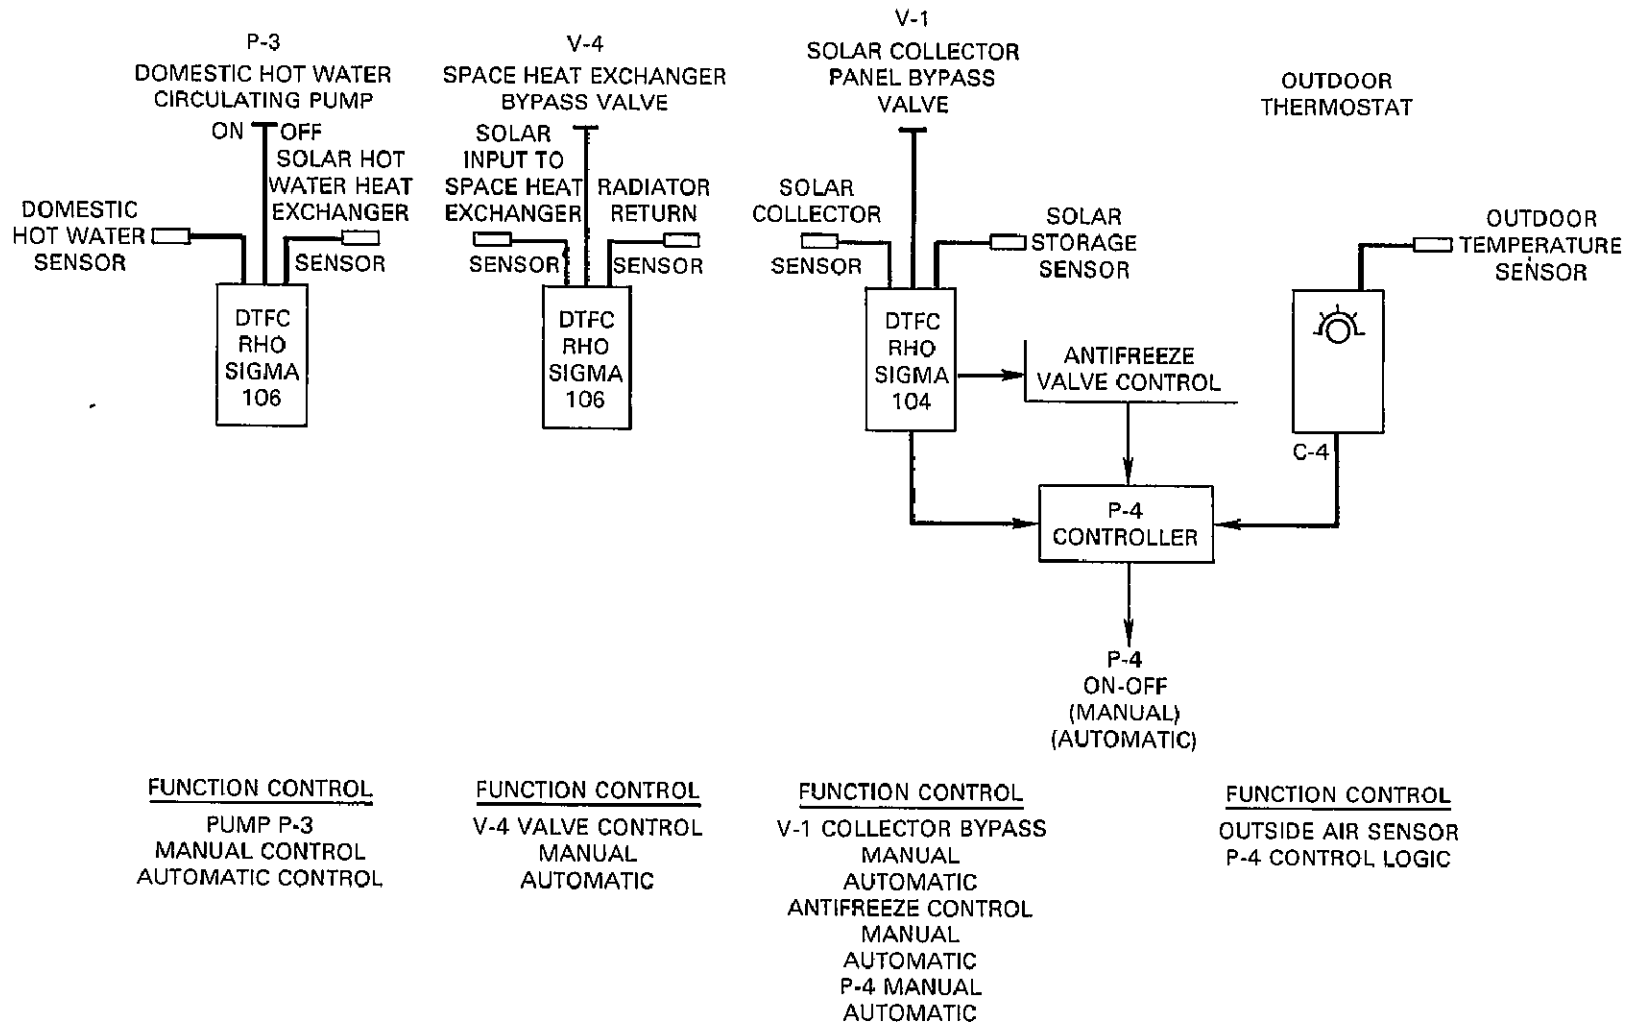 P-3
DOMESTIC HOT WATER
CIRCULATING PUMP
ON
OFF
SOLAR HOT
WATER HEAT
EXCHANGER
SENSOR
DOMESTIC
HOT WATER
SENSOR
DTFC
RHO
SIGMA
106
V-4
SPACE HEAT EXCHANGER
BYPASS VALVE
SOLAR
INPUT TO
SPACE HEAT
EXCHANGER
SENSOR
RADIATOR
RETURN
SENSOR
DTFC
RHO
SIGMA
106
V-1
SOLAR COLLECTOR
PANEL BYPASS
VALVE
SOLAR
COLLECTOR
SENSOR
SOLAR
STORAGE
SENSOR
DTFC
RHO
SIGMA
104
ANTIFREEZE
VALVE CONTROL
OUTDOOR
THERMOSTAT
OUTDOOR
TEMPERATURE
SENSOR
C-4
P-4
CONTROLLER
P-4
ON-OFF
(MANUAL)
(AUTOMATIC)
FUNCTION CONTROL
PUMP P-3
MANUAL CONTROL
AUTOMATIC CONTROL
FUNCTION CONTROL
V-4 VALVE CONTROL
MANUAL
AUTOMATIC
FUNCTION CONTROL
V-1 COLLECTOR BYPASS
MANUAL
AUTOMATIC
ANTIFREEZE CONTROL
MANUAL
AUTOMATIC
P-4 MANUAL
AUTOMATIC
FUNCTION CONTROL
OUTSIDE AIR SENSOR
P-4 CONTROL LOGIC